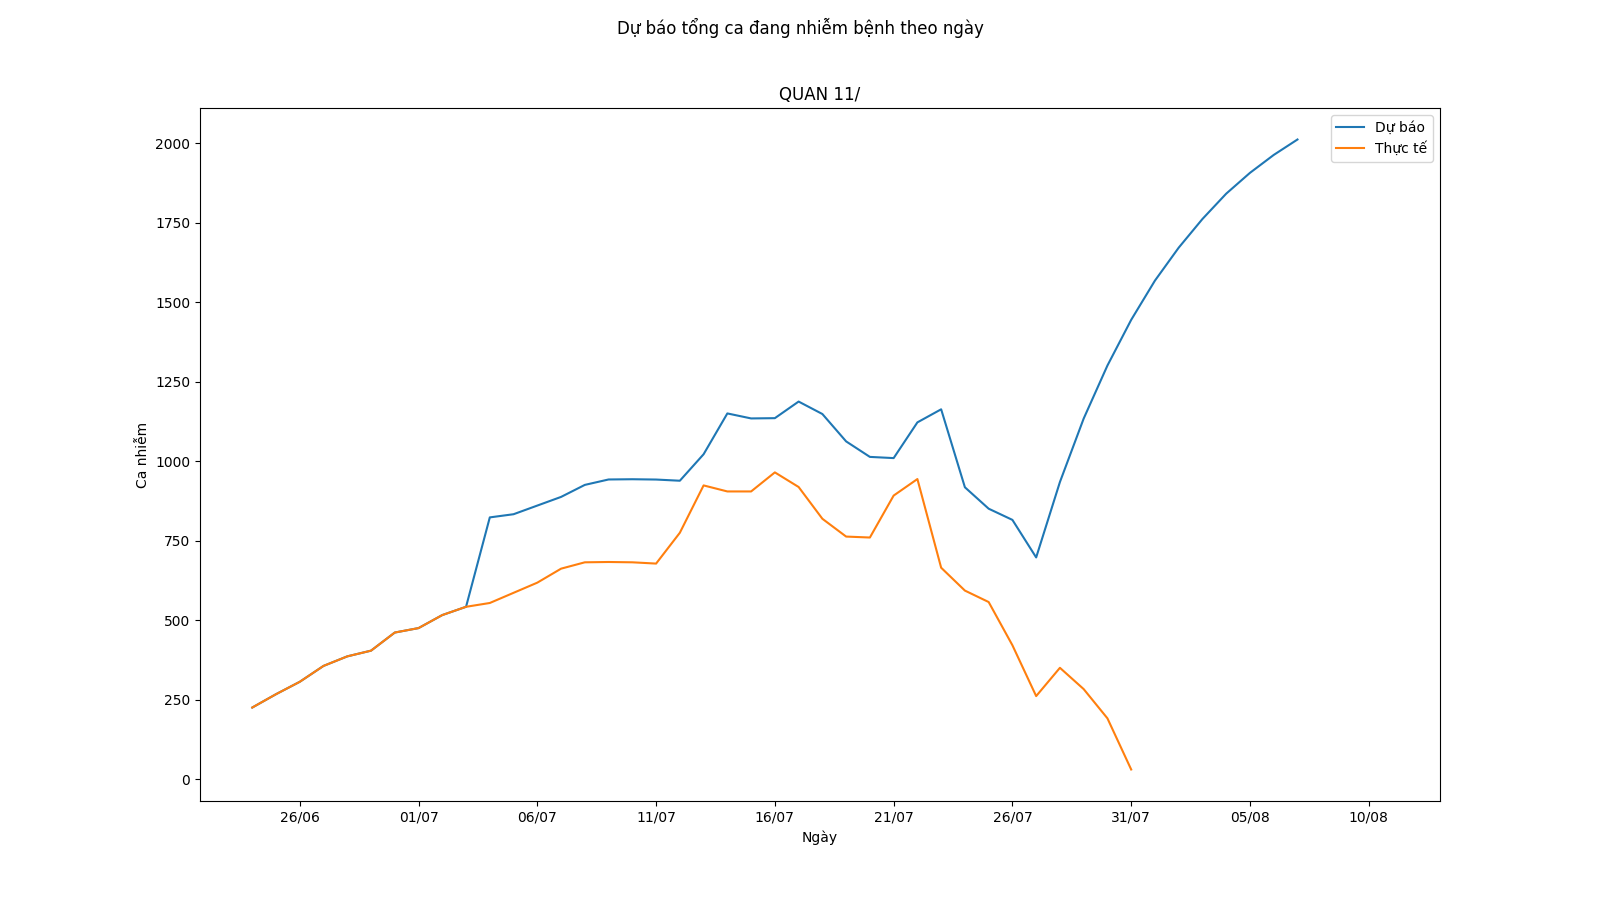 Dự báo tổng ca đang nhiễm bệnh theo ngày
QUAN 11/
Dự báo
Thực tế
2000
1750
1500
1250
1000
750
500
250
0
Ca nhiễm
26/06 01/07 06/07 11/07 16/07 21/07 26/07 31/07 05/08 10/08
Ngày